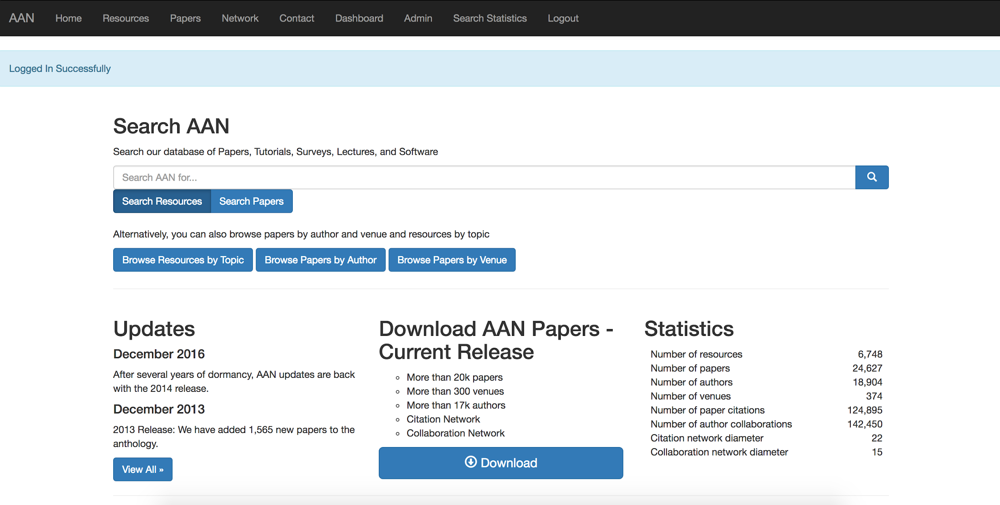 AAN Home Resources Papers Network Contact Dashboard Admin Search Statistics Logout
Logged In Successfully
Search AAN
Search our database of Papers, Tutorials, Surveys, Lectures, and Software
Search AAN for...
Search Resources Search Papers
Alternatively, you can also browse papers by author and venue and resources by topic
Browse Resources by Topic Browse Papers by Author Browse Papers by Venue
Updates
December 2016
After several years of dormancy, AAN updates are back
with the 2014 release.
December 2013
2013 Release: We have added 1,565 new papers to the
anthology.
View All »
Download AAN Papers -
Current Release
More than 20k papers
More than 300 venues
More than 17k authors
Citation Network
Collaboration Network
Download
Statistics
Number of resources 6,748
Number of papers 24,627
Number of authors 18,904
Number of venues 374
Number of paper citations 124,895
Number of author collaborations 142,450
Citation network diameter 22
Collaboration network diameter 15